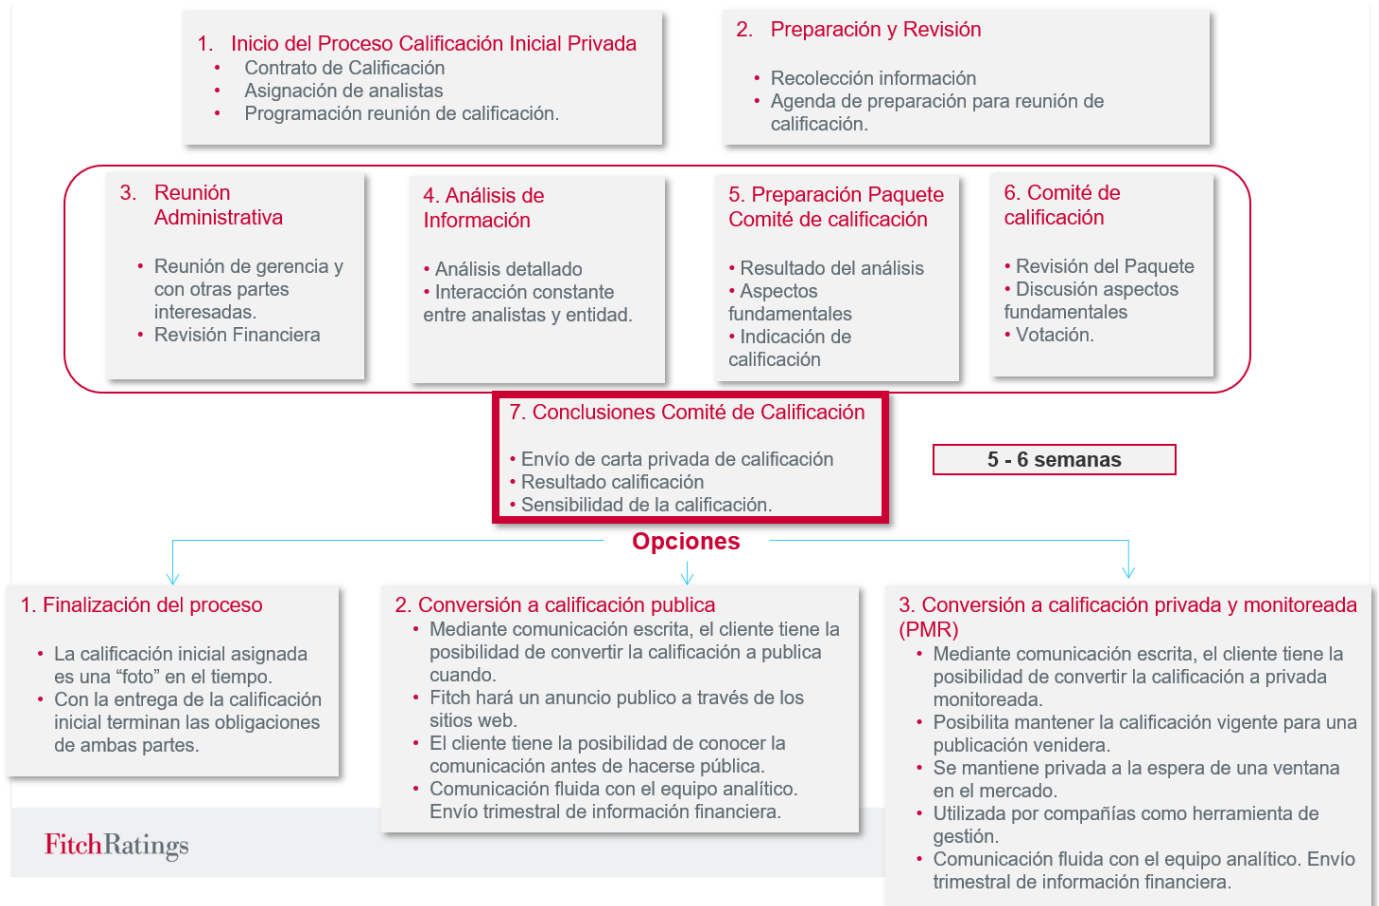 1. Inicio del Proceso Calificación Inicial Privada
• Contrato de Calificación
• Asignación de analistas
• Programación reunión de calificación.
2. Preparación y Revisión
• Recolección información
• Agenda de preparación para reunión de
calificación.
3. Reunión
Administrativa
• Reunión de gerencia y
con otras partes
interesadas.
• Revisión Financiera
4. Análisis de
Información
• Análisis detallado
• Interacción constante
entre analistas y entidad.
5. Preparación Paquete
Comité de calificación
• Resultado del análisis
• Aspectos
fundamentales
• Indicación de
calificación
6. Comité de
calificación
• Revisión del Paquete
• Discusión aspectos
fundamentales
• Votación.
7. Conclusiones Comité de Calificación
• Envío de carta privada de calificación
• Resultado calificación
• Sensibilidad de la calificación.
5 - 6 semanas
Opciones
1. Finalización del proceso
• La calificación inicial asignada
es una “foto” en el tiempo.
• Con la entrega de la calificación
inicial terminan las obligaciones
de ambas partes.
2. Conversión a calificación publica
• Mediante comunicación escrita, el cliente tiene la
posibilidad de convertir la calificación a publica
cuando.
• Fitch hará un anuncio publico a través de los
sitios web.
• El cliente tiene la posibilidad de conocer la
comunicación antes de hacerse pública.
• Comunicación fluida con el equipo analítico.
Envío trimestral de información financiera.
3. Conversión a calificación privada y monitoreada
(PMR)
• Mediante comunicación escrita, el cliente tiene la
posibilidad de convertir la calificación a privada
monitoreada.
• Posibilita mantener la calificación vigente para una
publicación venidera.
• Se mantiene privada a la espera de una ventana
en el mercado.
• Utilizada por compañías como herramienta de
gestión.
• Comunicación fluida con el equipo analítico. Envío
trimestral de información financiera.
FitchRatings